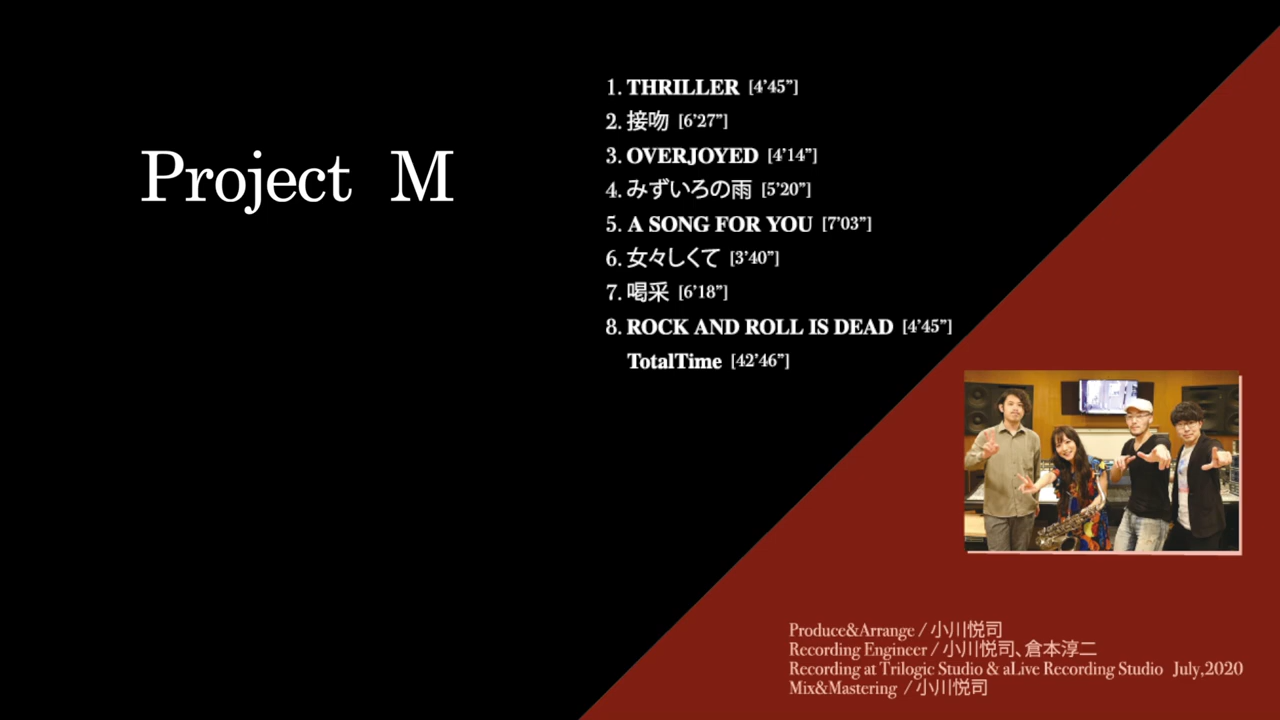 Project M
1. THRILLER [4'45”]
2. 接吻 [6'27”]
3. OVERJOYED [4'14”]
4. みずいろの雨 [5'20”]
5. A SONG FOR YOU [7'03”]
6. 女々しくて [3'40”]
7. 喝采 [6'18”]
8. ROCK AND ROLL IS DEAD [4'45”]
TotalTime [42'46”]
Produce&Arrange / 小川悦司
Recording Engineer / 小川悦司、倉本淳二
Recording at Trilogic Studio & aLive Recording Studio July,2020
Mix&Mastering / 小川悦司